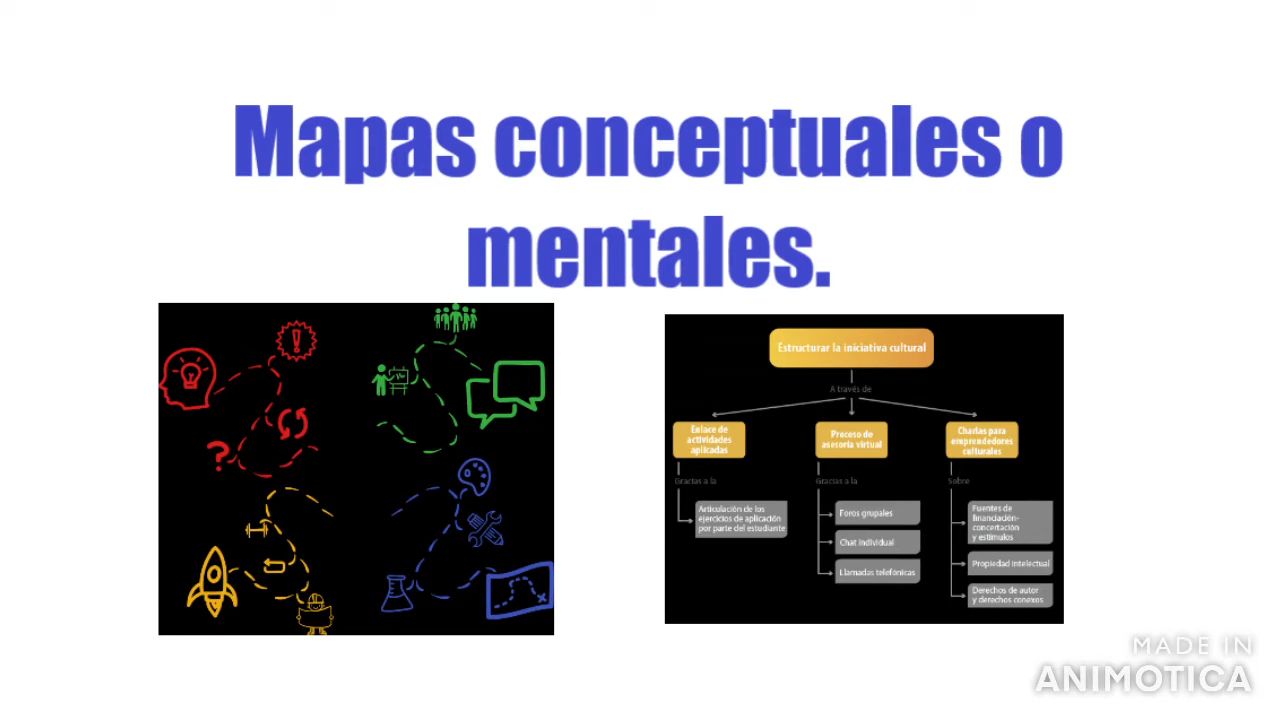 Mapas conceptuales o
mentales.
Estructurar la iniciativa cultural
A través de
Enlace de
actividades
aplicadas
Proceso de
asesoría virtual
Charlas para
emprendedores
culturales
Gracias a la
Gracias a la
Sobre
Articulación de los
ejercicios de aplicación
por parte del estudiante
Foros grupales
Chat individual
Llamadas telefónicas
Fuentes de
financiación-
concertación
y estímulos
Propiedad intelectual
Derechos de autor
y derechos conexos
MADE IN
ANIMOTICA